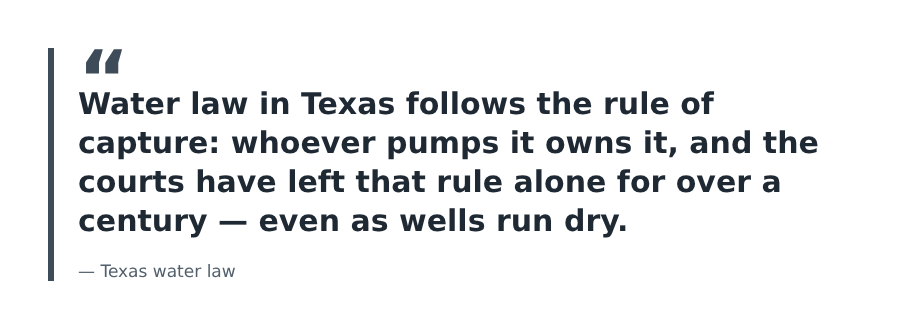 “
Water law in Texas follows the rule of
capture: whoever pumps it owns it, and the
courts have left that rule alone for over a
century — even as wells run dry.
— Texas water law